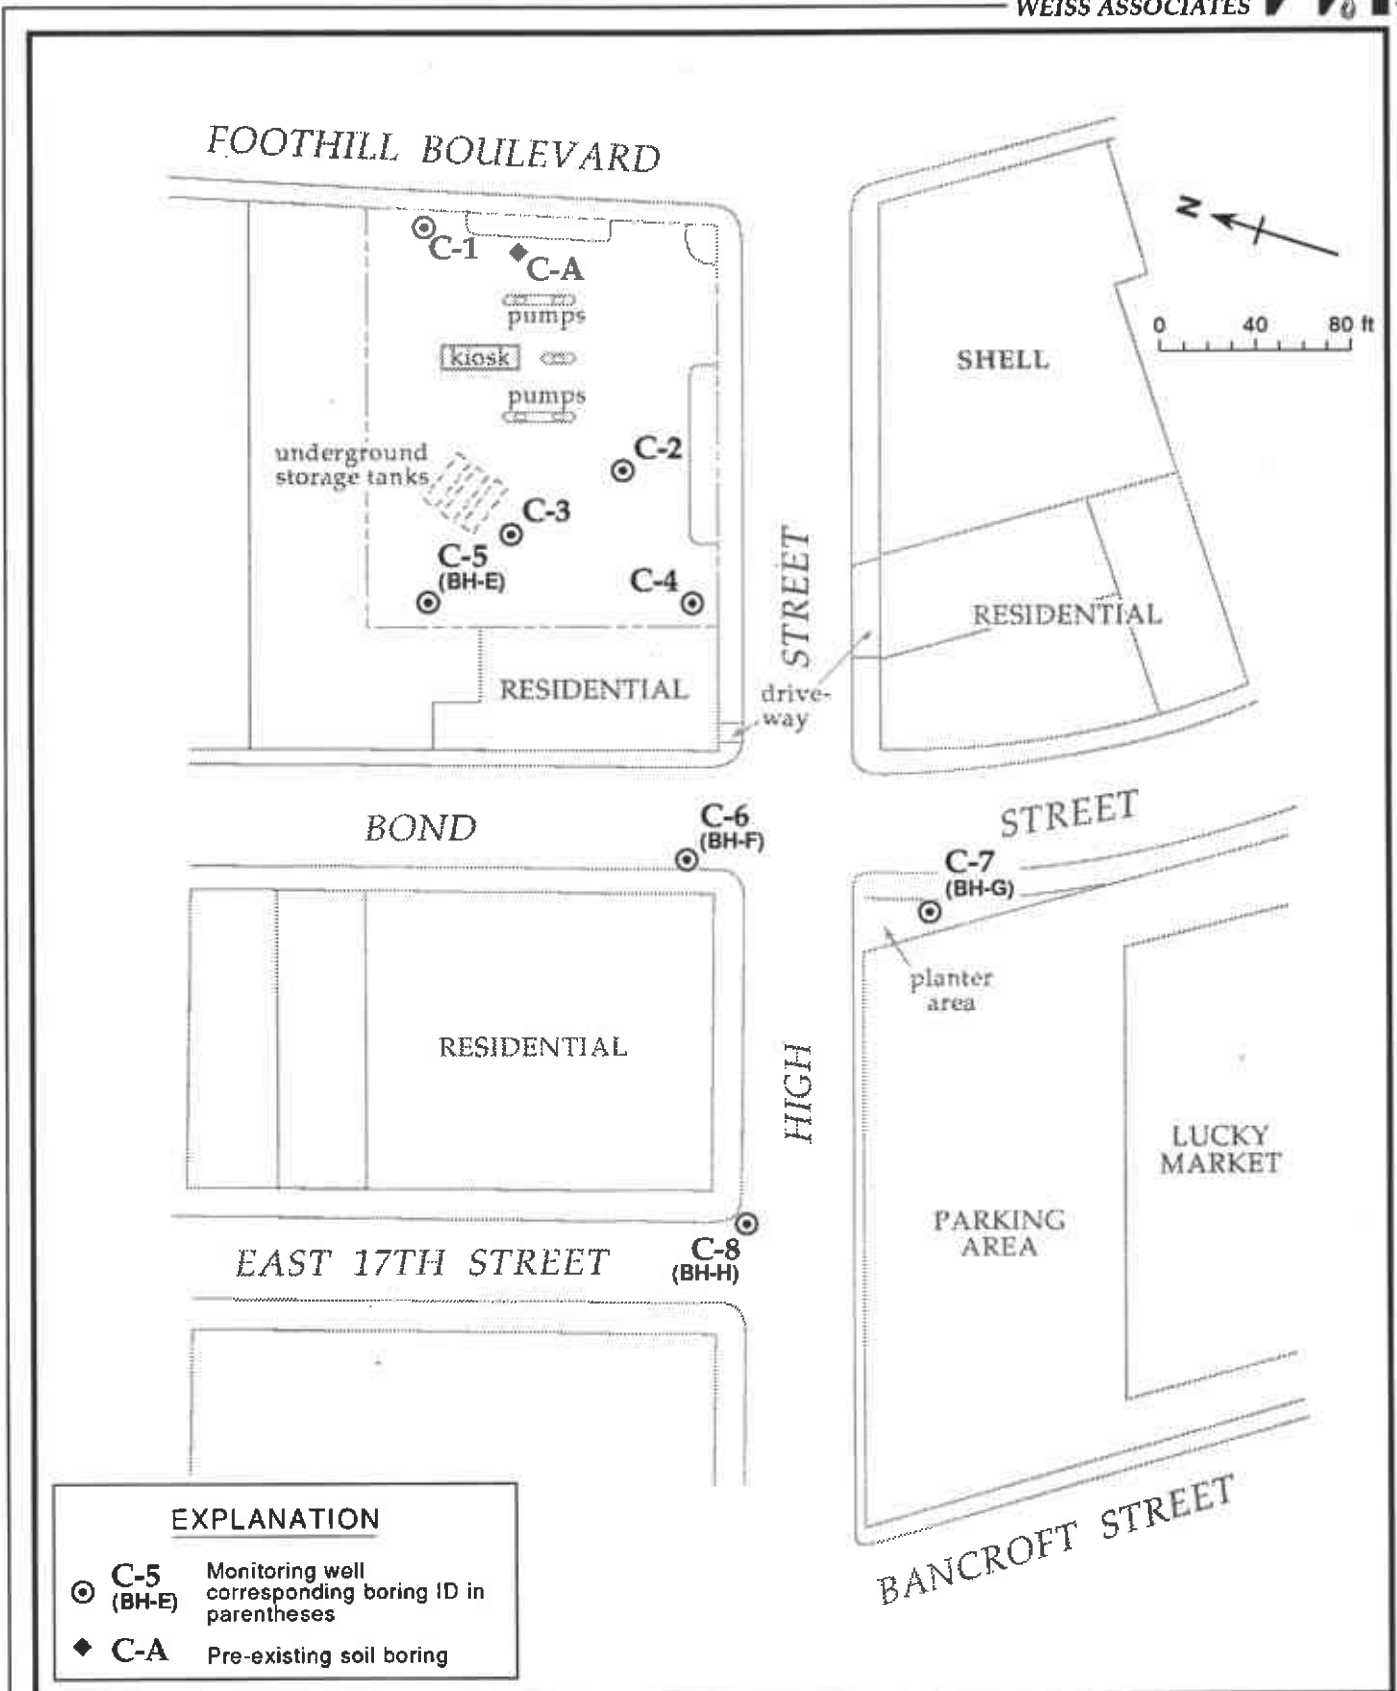 WEISS ASSOCIATES
FOOTHILL BOULEVARD
C-1
C-A
pumps
kiosk
pumps
underground
storage tanks
C-2
C-3
C-5
(BH-E)
C-4
RESIDENTIAL
STREET
drive-
way
SHELL
N
0 40 80 ft
RESIDENTIAL
BOND
STREET
C-6
(BH-F)
C-7
(BH-G)
planter
area
RESIDENTIAL
HIGH
LUCKY
MARKET
PARKING
AREA
EAST 17TH STREET
C-8
(BH-H)
BANCROFT STREET
EXPLANATION
C-5
(BH-E)
Monitoring well
corresponding boring ID in
parentheses
C-A
Pre-existing soil boring